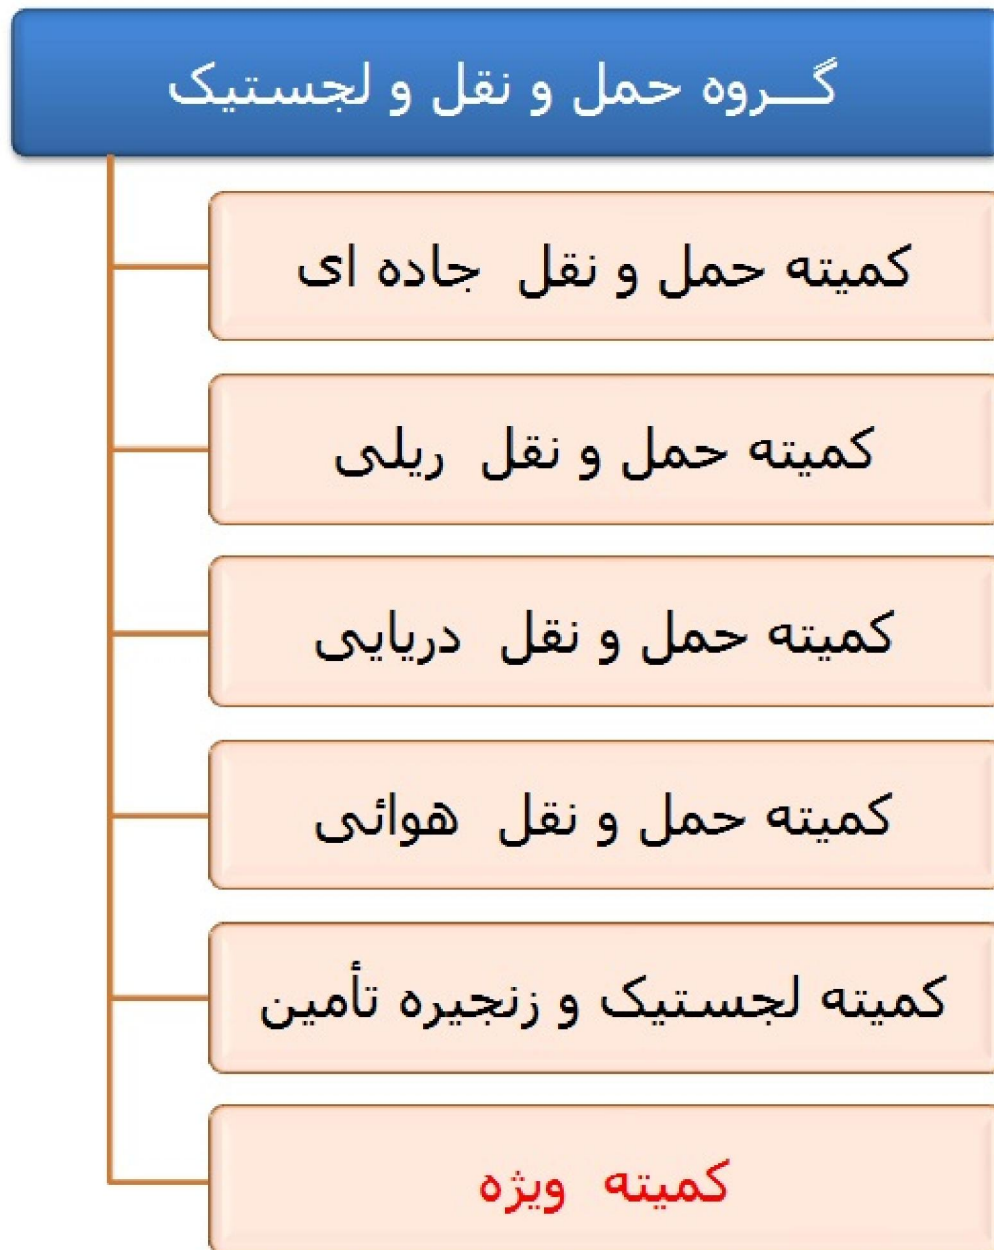 گـــروه حمل و نقل و لجستیک
کمیته حمل و نقل جاده ای
کمیته حمل و نقل ریلی
کمیته حمل و نقل دریایی
کمیته حمل و نقل هوائی
کمیته لجستیک و زنجیره تأمین
کمیته ویژه